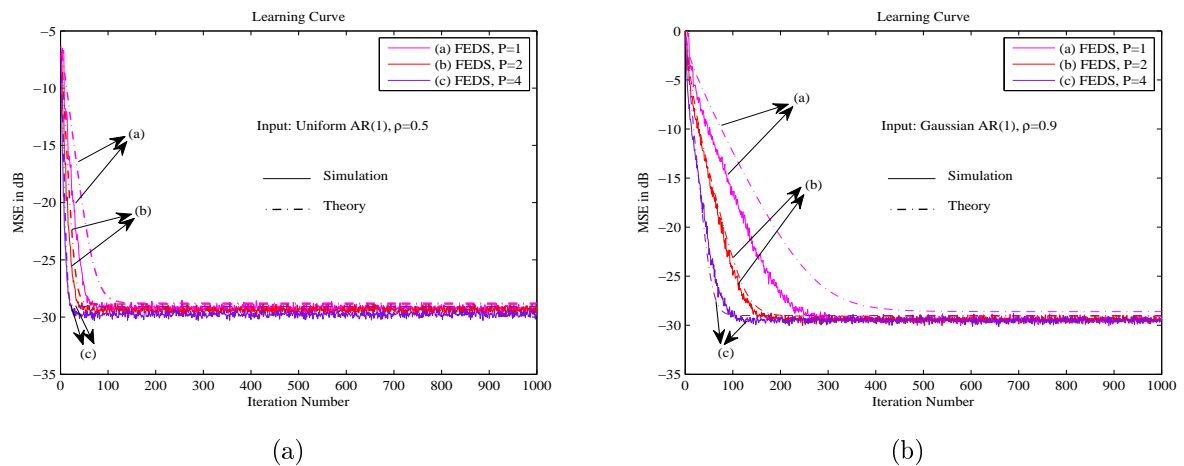 Learning Curve
−5
−10
−15
−20
−25
−30
−35
MSE in dB
0
100
200
300
400
500
600
700
800
900
1000
Iteration Number
(a) FEDS, P=1
(b) FEDS, P=2
(c) FEDS, P=4
Input: Uniform AR(1), ρ=0.5
Simulation
Theory
(a)
(b)
(c)
(a)
Learning Curve
0
−5
−10
−15
−20
−25
−30
−35
MSE in dB
0
100
200
300
400
500
600
700
800
900
1000
Iteration Number
(a) FEDS, P=1
(b) FEDS, P=2
(c) FEDS, P=4
Input: Gaussian AR(1), ρ=0.9
Simulation
Theory
(a)
(b)
(c)
(b)